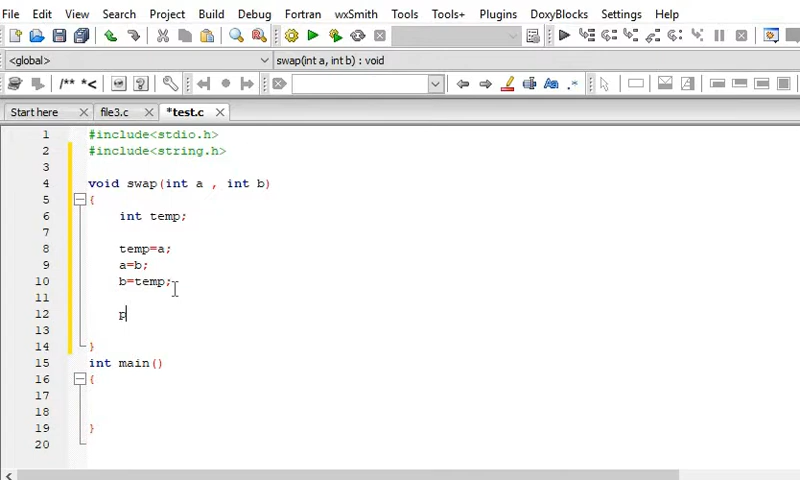 File Edit View Search Project Build Debug Fortran wxSmith Tools Tools+ Plugins DoxyBlocks Settings Help
<global> swap(int a, int b) : void
/** *< Aa .*
Start here file3.c *test.c
1 #include<stdio.h>
2 #include<string.h>
3
4 void swap(int a , int b)
5 {
6 int temp;
7
8 temp=a;
9 a=b;
10 b=temp;
11
12 p
13
14 }
15 int main()
16 {
17
18
19 }
20